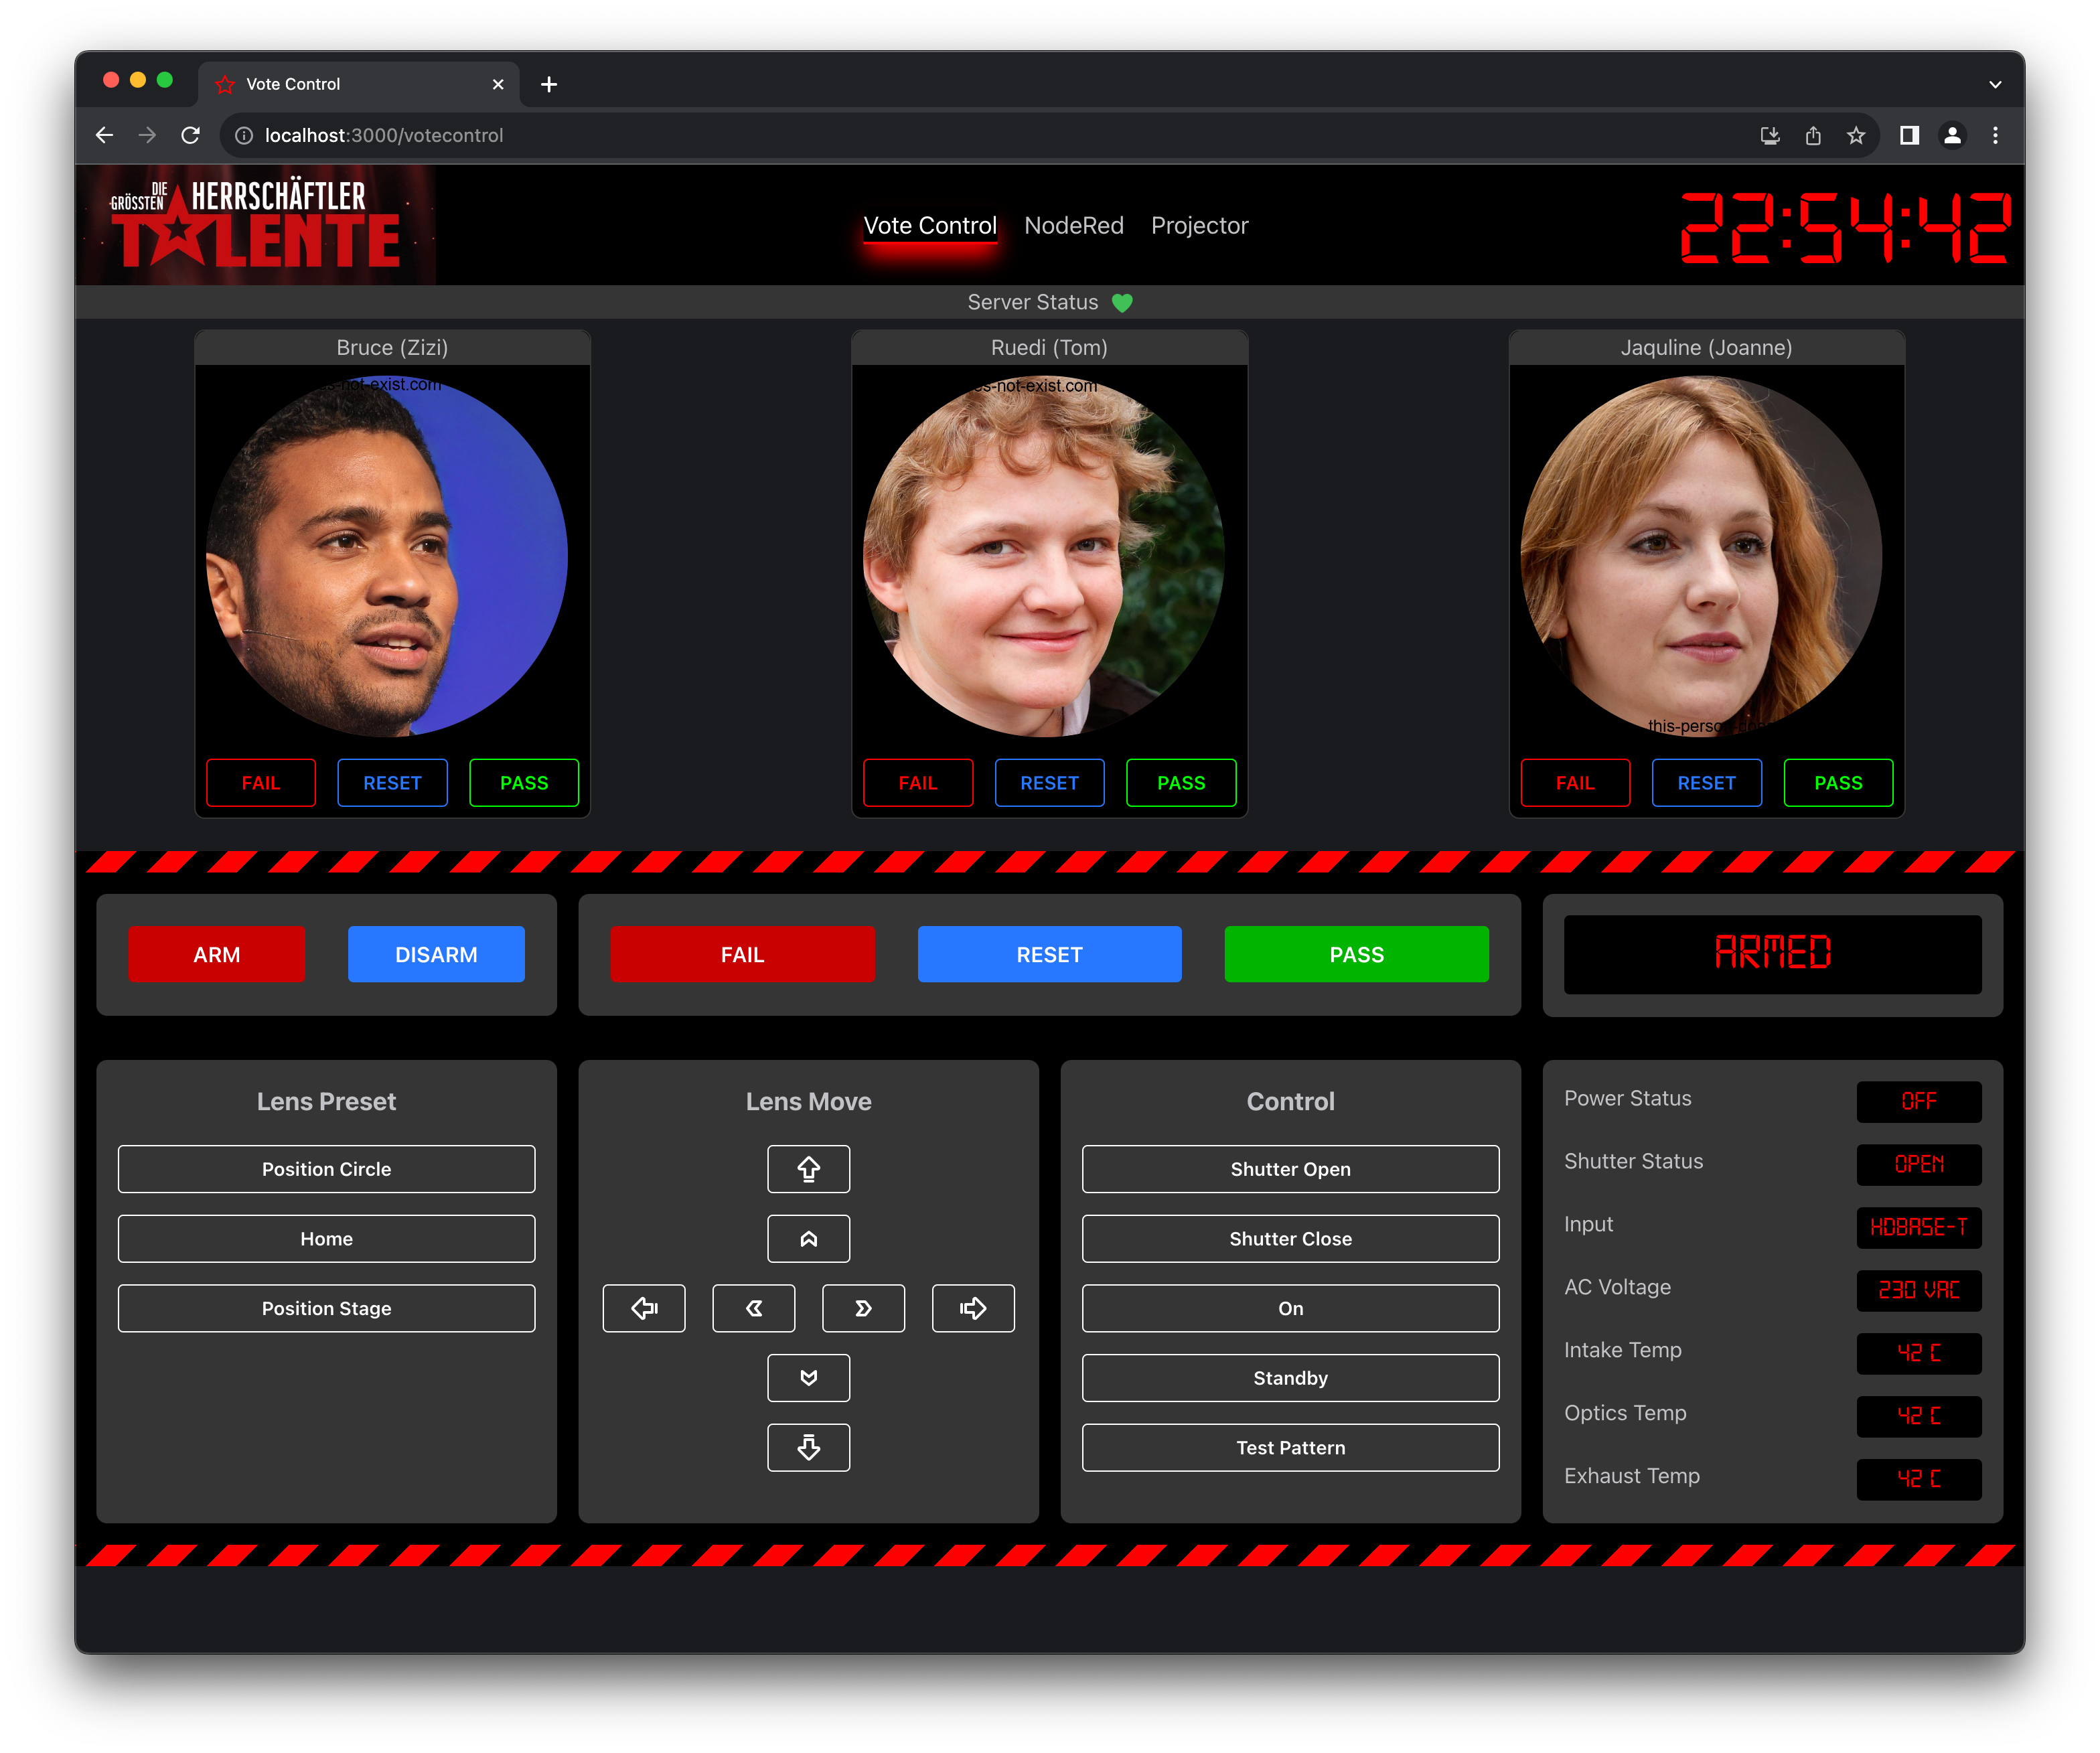 Vote Control
localhost:3000/votecontrol
DIE GRÖSSTEN HERRSCHÄFTLER
TALENTE
Vote Control NodeRed Projector
22:54:42
Server Status
Bruce (Zizi) Ruedi (Tom) Jaquline (Joanne)
es-not-exist.com es-not-exist.com
this-perso
FAIL RESET PASS FAIL RESET PASS FAIL RESET PASS
ARM DISARM FAIL RESET PASS ARMED
Lens Preset
Position Circle
Home
Position Stage
Lens Move
Control
Shutter Open
Shutter Close
On
Standby
Test Pattern
Power Status OFF
Shutter Status OPEN
Input HDBASE-T
AC Voltage 230 VAC
Intake Temp 42 C
Optics Temp 42 C
Exhaust Temp 42 C